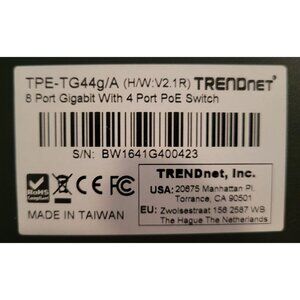 TPE-TG44g/A (H/W:V2.1R) TRENDNET
8 Port Gigabit With 4 Port PoE Switch
S/N: BW1641G400423
TRENDnet, Inc.
USA: 20675 Manhattan Pl.
Torrance, CA 90501
EU: Zwolsestraat 156 2587 WB
The Hague The Netherlands
RoHS
Compliant
CE FC
MADE IN TAIWAN